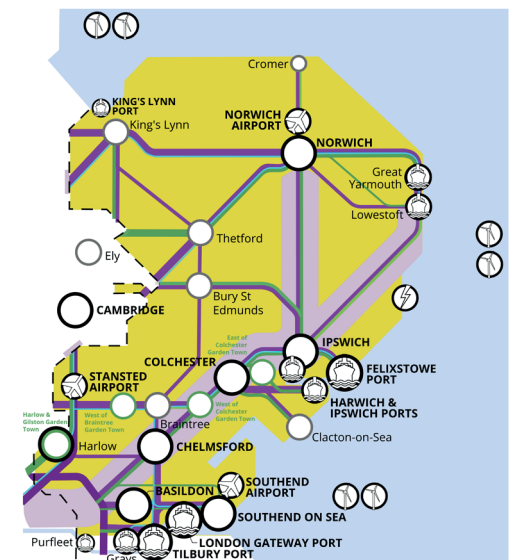 Cromer
KING'S LYNN
PORT
King's Lynn
NORWICH
AIRPORT
NORWICH
Great
Yarmouth
Lowestoft
Thetford
Ely
Bury St
Edmunds
CAMBRIDGE
East of
Colchester
Garden Town
IPSWICH
COLCHESTER
FELIXSTOWE
PORT
STANSTED
AIRPORT
HARWICH &
IPSWICH PORTS
Harlow &
Gilston Garden
Town
West of
Braintree
Garden Town
Braintree
West of
Colchester
Garden Town
Clacton-on-Sea
Harlow
CHELMSFORD
BASILDON
SOUTHEND
AIRPORT
SOUTHEND ON SEA
Purfleet
LONDON GATEWAY PORT
Grays
TILBURY PORT